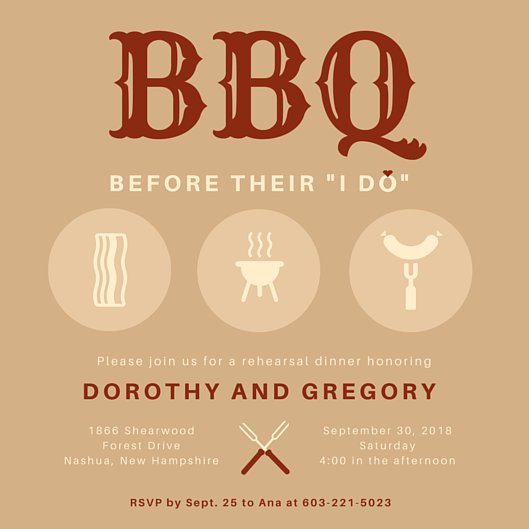 BBQ
BEFORE THEIR "I DO"
Please join us for a rehearsal dinner honoring
DOROTHY AND GREGORY
1866 Shearwood
Forest Drive
Nashua, New Hampshire
September 30, 2018
Saturday
4:00 in the afternoon
RSVP by Sept. 25 to Ana at 603-221-5023